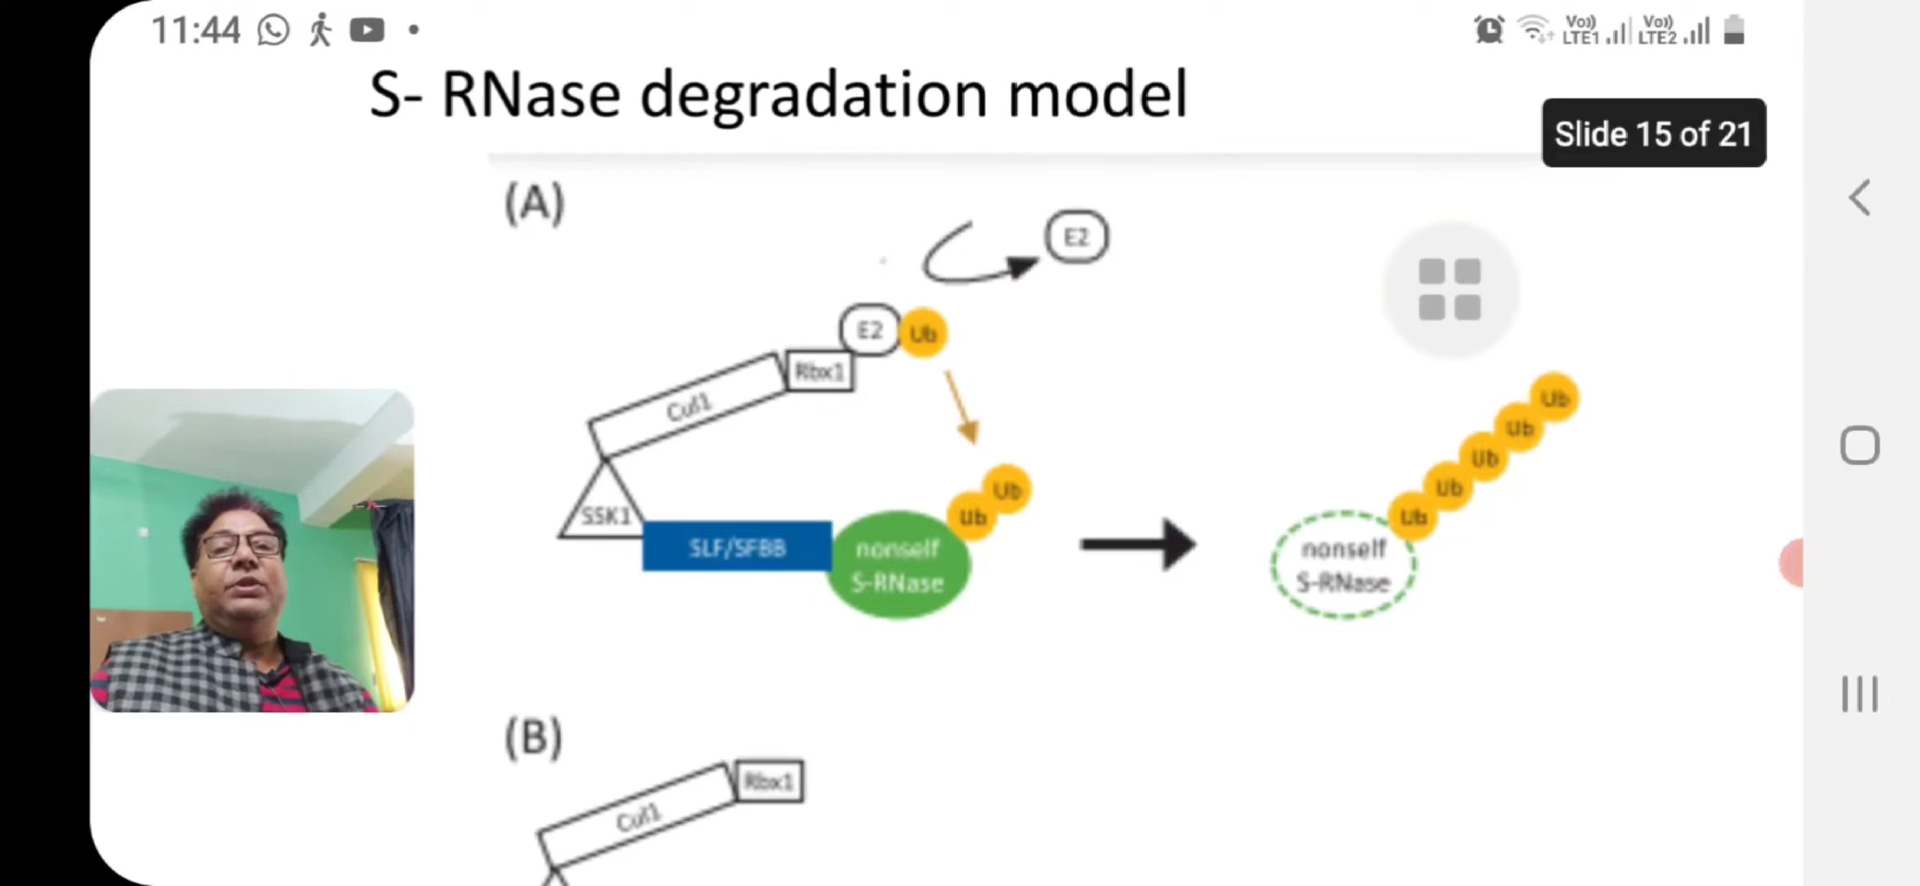 11:44
Vo)) LTE1 Vo)) LTE2
S- RNase degradation model
Slide 15 of 21
(A)
E2
E2 Ub
Rbx1
Cul1
Ub
Ub
SSK1
SLF/SFBB
nonself
S-RNase
Ub
Ub
Ub
Ub
Ub
nonself
S-RNase
(B)
Rbx1
Cul1